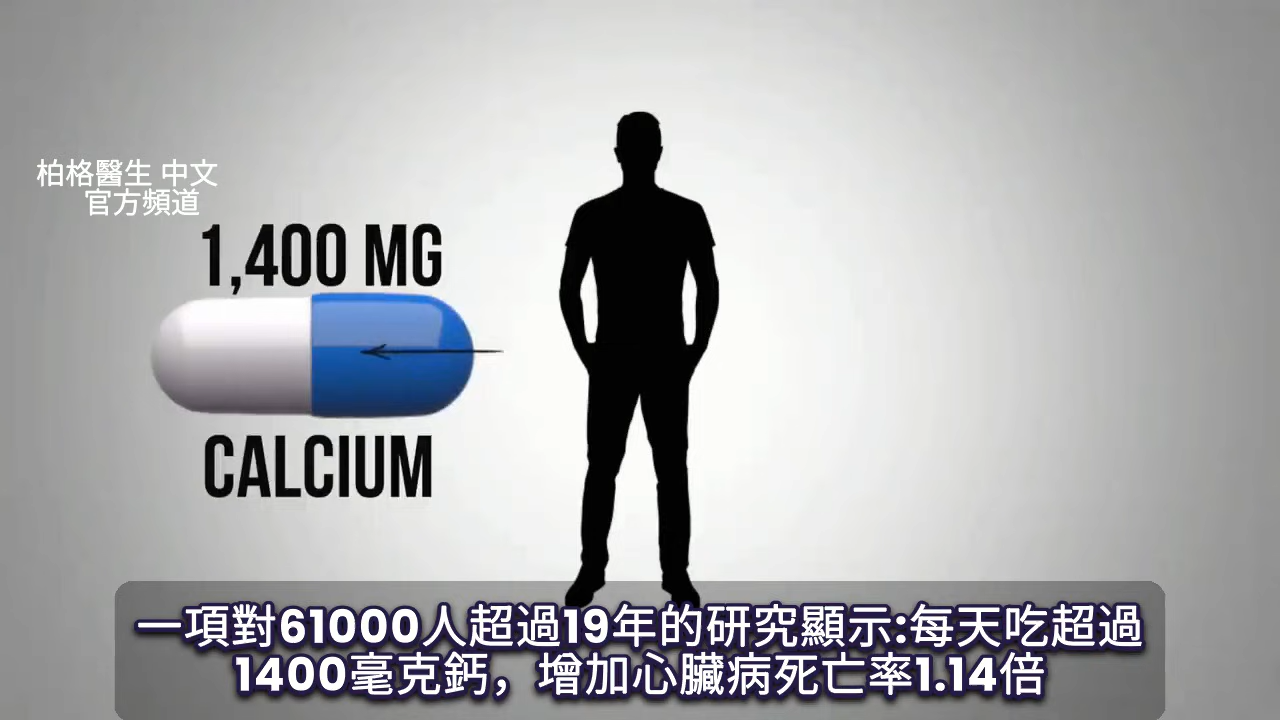 柏格醫生 中文
官方頻道
1,400 MG
CALCIUM
一項對61000人超過19年的研究顯示:每天吃超過
1400毫克鈣，增加心臟病死亡率1.14倍